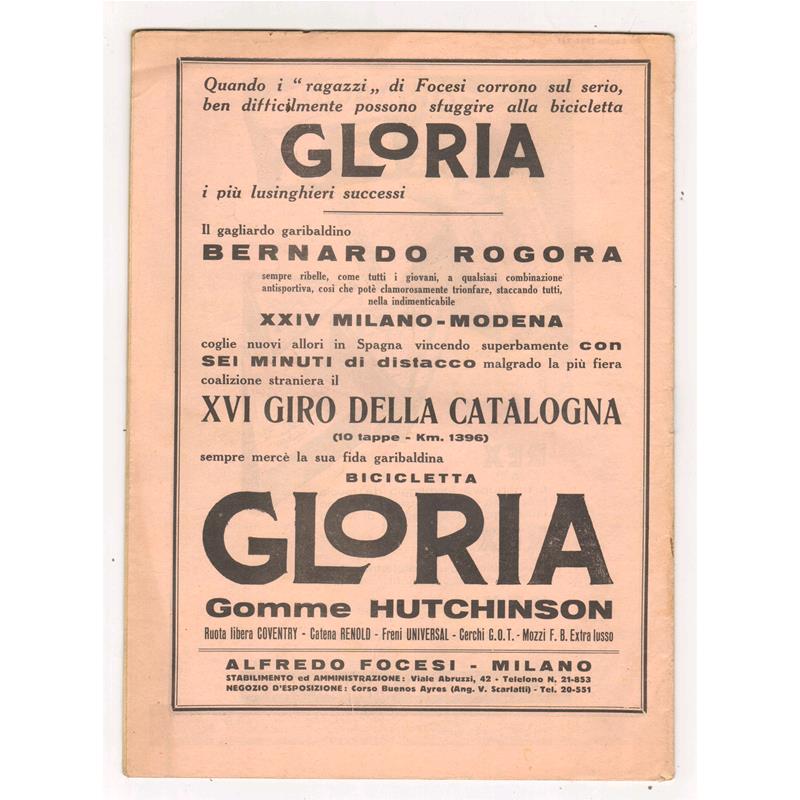 Quando i "ragazzi„ di Focesi corrono sul serio,
ben difficilmente possono sfuggire alla bicicletta
GLORIA
i più lusinghieri successi
Il gagliardo garibaldino
BERNARDO ROGORA
sempre ribelle, come tutti i giovani, a qualsiasi combinazione
antisportiva, così che potè clamorosamente trionfare, staccando tutti,
nella indimenticabile
XXIV MILANO-MODENA
coglie nuovi allori in Spagna vincendo superbamente con
SEI MINUTI di distacco malgrado la più fiera
coalizione straniera il
XVI GIRO DELLA CATALOGNA
(10 tappe - Km. 1396)
sempre mercè la sua fida garibaldina
BICICLETTA
GLORIA
Gomme HUTCHINSON
Ruota libera COVENTRY - Catena RENOLD - Freni UNIVERSAL - Cerchi G.O.T. - Mozzi F. B. Extra lusso
ALFREDO FOCESI - MILANO
STABILIMENTO ed AMMINISTRAZIONE: Viale Abruzzi, 42 - Telefono N. 21-853
NEGOZIO D'ESPOSIZIONE: Corso Buenos Ayres (Ang. V. Scarlatti) - Tel. 20-551